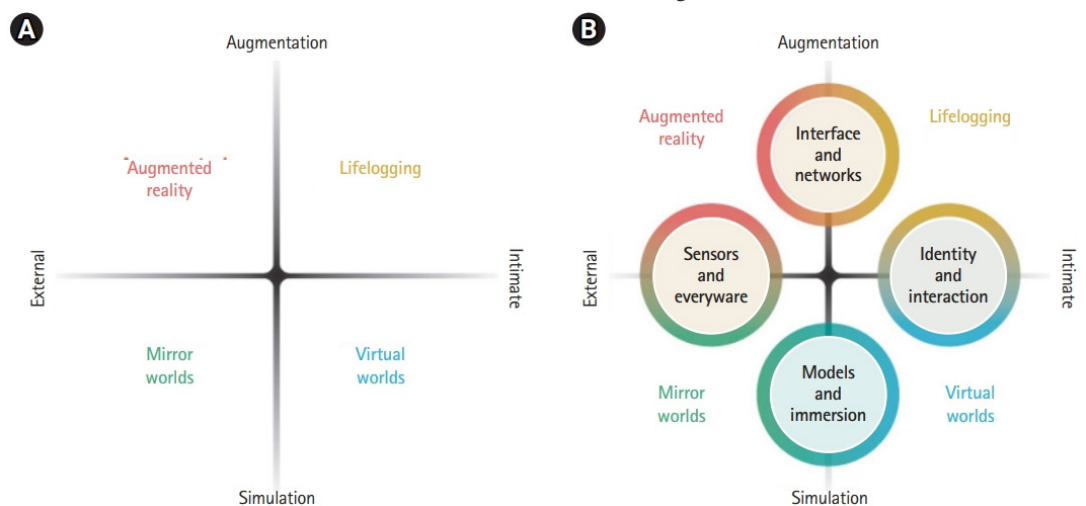 A
Augmentation
Augmented
reality
Lifelogging
External
Intimate
Mirror
worlds
Virtual
worlds
Simulation
B
Augmentation
Augmented
reality
Interface
and
networks
Lifelogging
Sensors
and
everyware
Identity
and
interaction
External
Intimate
Mirror
worlds
Models
and
immersion
Virtual
worlds
Simulation